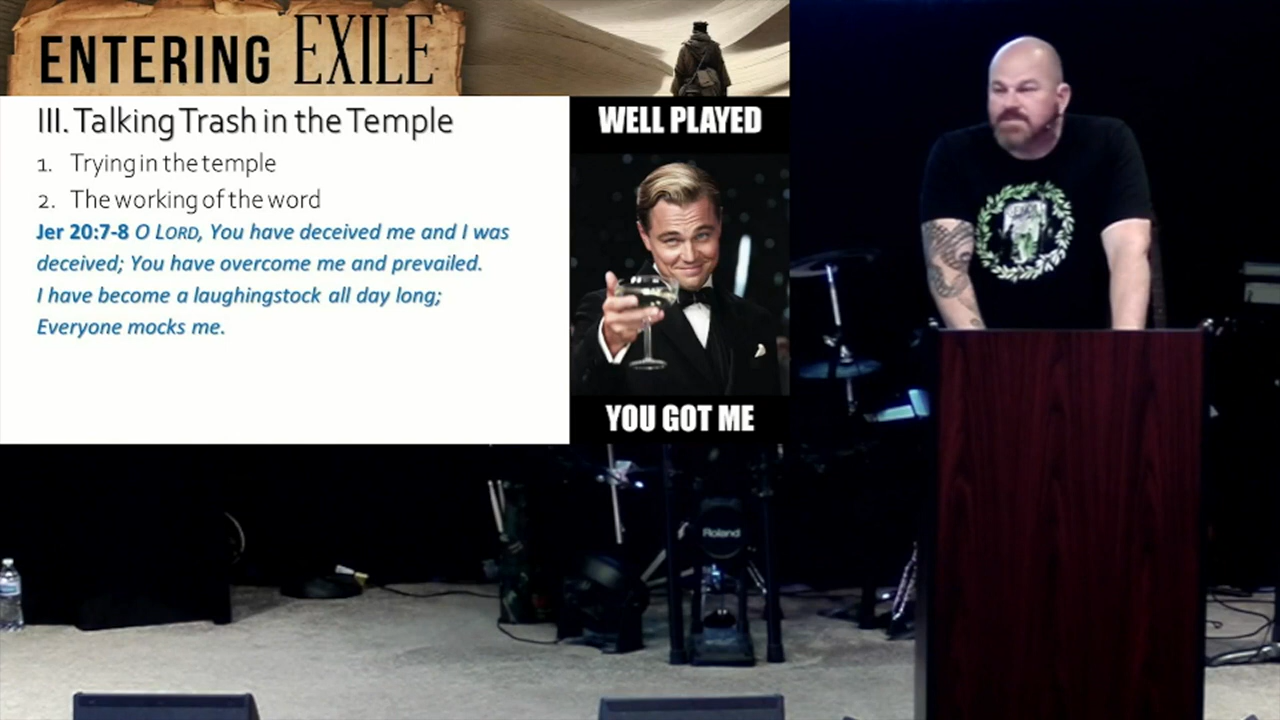 ENTERING EXILE
III. Talking Trash in the Temple
1. Trying in the temple
2. The working of the word
Jer 20:7-8 O LORD, You have deceived me and I was
deceived; You have overcome me and prevailed.
I have become a laughingstock all day long;
Everyone mocks me.
WELL PLAYED
YOU GOT ME
Roland